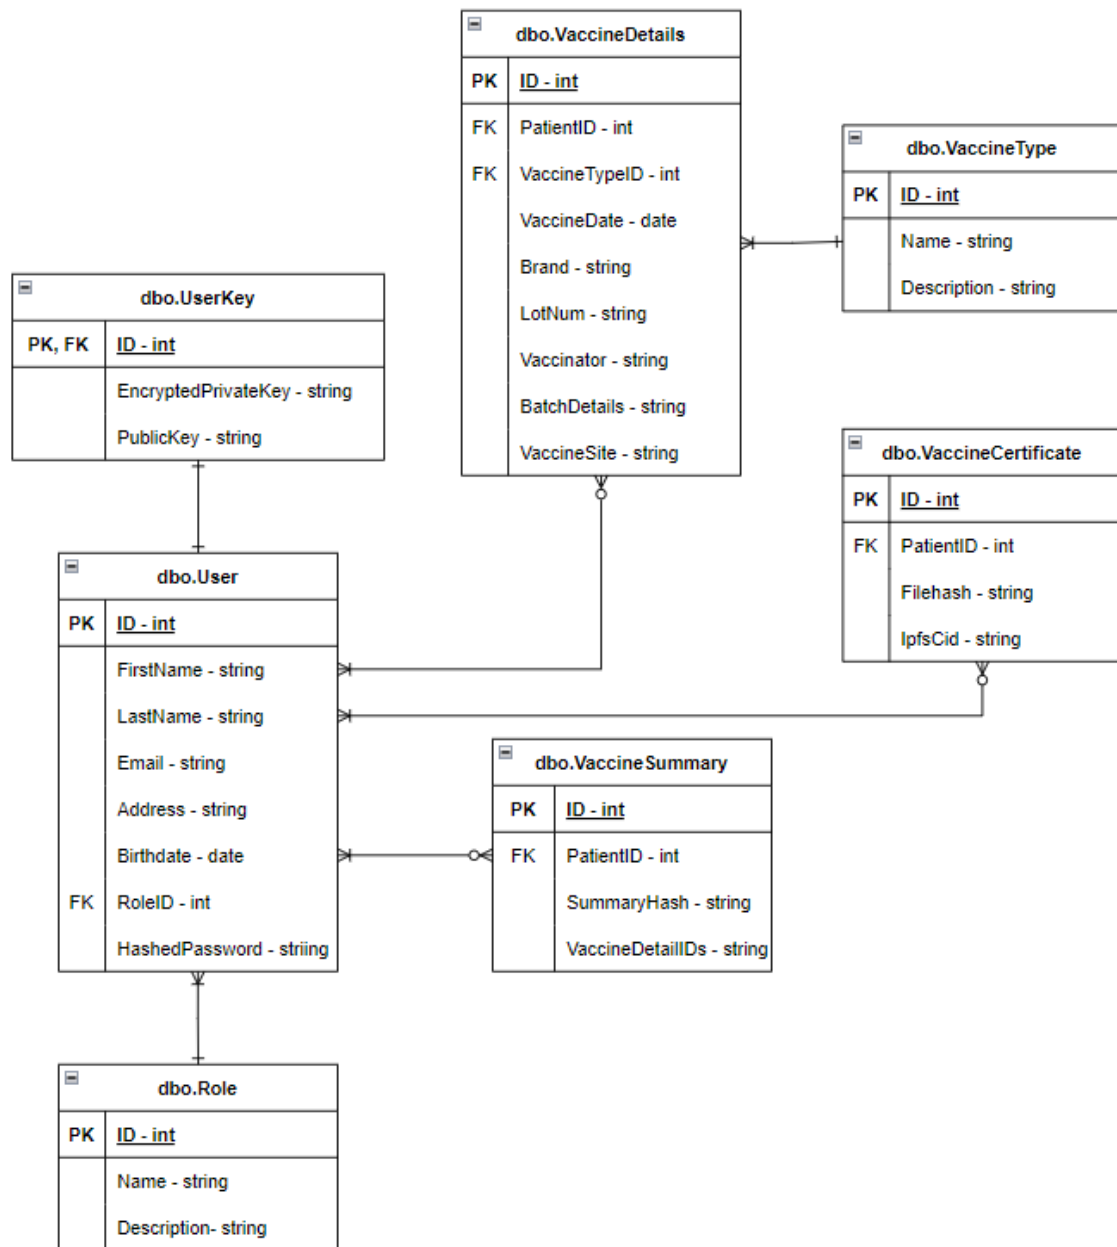 dbo.VaccineDetails
PK ID - int
FK PatientID - int
FK VaccineTypeID - int
VaccineDate - date
Brand - string
LotNum - string
Vaccinator - string
BatchDetails - string
VaccineSite - string
dbo.VaccineType
PK ID - int
Name - string
Description - string
dbo.UserKey
PK, FK ID - int
EncryptedPrivateKey - string
PublicKey - string
dbo.VaccineCertificate
PK ID - int
FK PatientID - int
Filehash - string
IpfsCid - string
dbo.User
PK ID - int
FirstName - string
LastName - string
Email - string
Address - string
Birthdate - date
FK RoleID - int
HashedPassword - striing
dbo.VaccineSummary
PK ID - int
FK PatientID - int
SummaryHash - string
VaccineDetailIDs - string
dbo.Role
PK ID - int
Name - string
Description- string